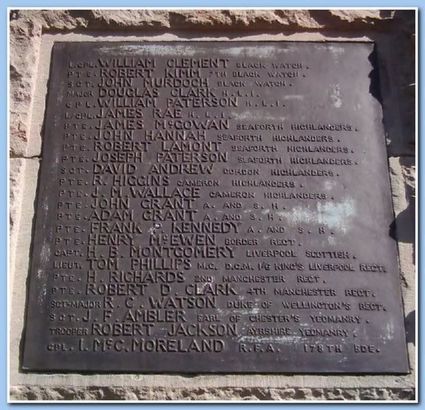 L/CPL. WILLIAM CLEMENT BLACK WATCH.
PTE. ROBERT KIMM 7TH BLACK WATCH.
SGT. JOHN MURDOCH BLACK WATCH.
MAJOR DOUGLAS CLARK H.L.I.
CPL. WILLIAM PATERSON H.L.I.
L/CPL. JAMES RAE H.L.I.
PTE. JAMES McGOWAN SEAFORTH HIGHLANDERS.
PTE. JOHN HANNAH SEAFORTH HIGHLANDERS.
PTE. ROBERT LAMONT SEAFORTH HIGHLANDERS.
PTE. JOSEPH PATERSON SEAFORTH HIGHLANDERS.
SGT. DAVID ANDREW GORDON HIGHLANDERS.
PTE. R. HIGGINS CAMERON HIGHLANDERS.
PTE. J. M. WALLACE CAMERON HIGHLANDERS.
PTE. JOHN GRANT A. AND S. H.
PTE. ADAM GRANT A. AND S. H.
PTE. FRANK P. KENNEDY A. AND S. H.
PTE. HENRY McEWEN BORDER REGT.
CAPT. H. B. MONTGOMERY LIVERPOOL SCOTTISH.
LIEUT. TOM PHILLIPS M.C. D.C.M. KING'S LIVERPOOL REGT.
PTE. H. RICHARDS 2ND MANCHESTER REGT.
PTE. ROBERT D. CLARK 4TH MANCHESTER REGT.
SGT-MAJOR R. C. WATSON DUKE OF WELLINGTON'S REGT.
SGT. J. F. AMBLER EARL OF CHESTER'S YEOMANRY.
TROOPER ROBERT JACKSON AYRSHIRE YEOMANRY.
CPL. I. McC. MORELAND R.F.A. 178TH BDE.